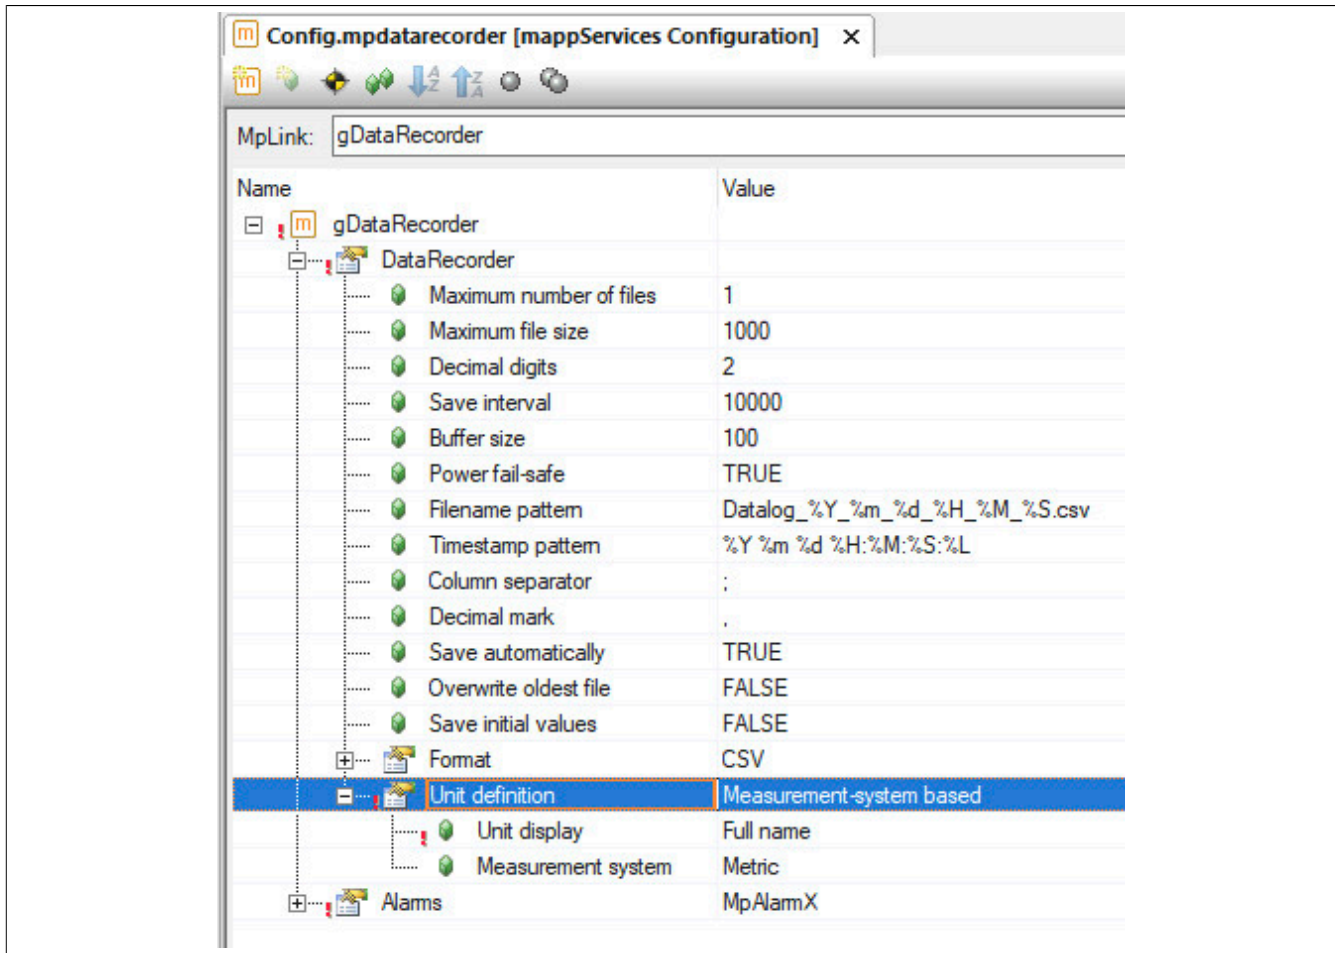 Config.mpdatarecorder [mappServices Configuration]
MpLink: gDataRecorder
Name Value
gDataRecorder
DataRecorder
Maximum number of files 1
Maximum file size 1000
Decimal digits 2
Save interval 10000
Buffer size 100
Power fail-safe TRUE
Filename pattern Datalog_%Y_%m_%d_%H_%M_%S.csv
Timestamp pattern %Y %m %d %H:%M:%S:%L
Column separator ;
Decimal mark ,
Save automatically TRUE
Overwrite oldest file FALSE
Save initial values FALSE
Format CSV
Unit definition Measurement-system based
Unit display Full name
Measurement system Metric
Alarms MpAlarmX